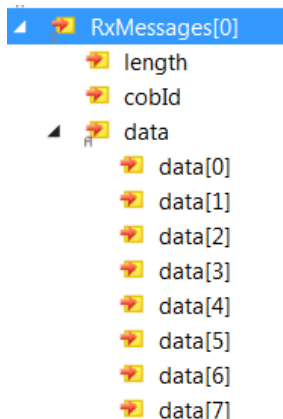 RxMessages[0]
length
cobId
data
data[0]
data[1]
data[2]
data[3]
data[4]
data[5]
data[6]
data[7]